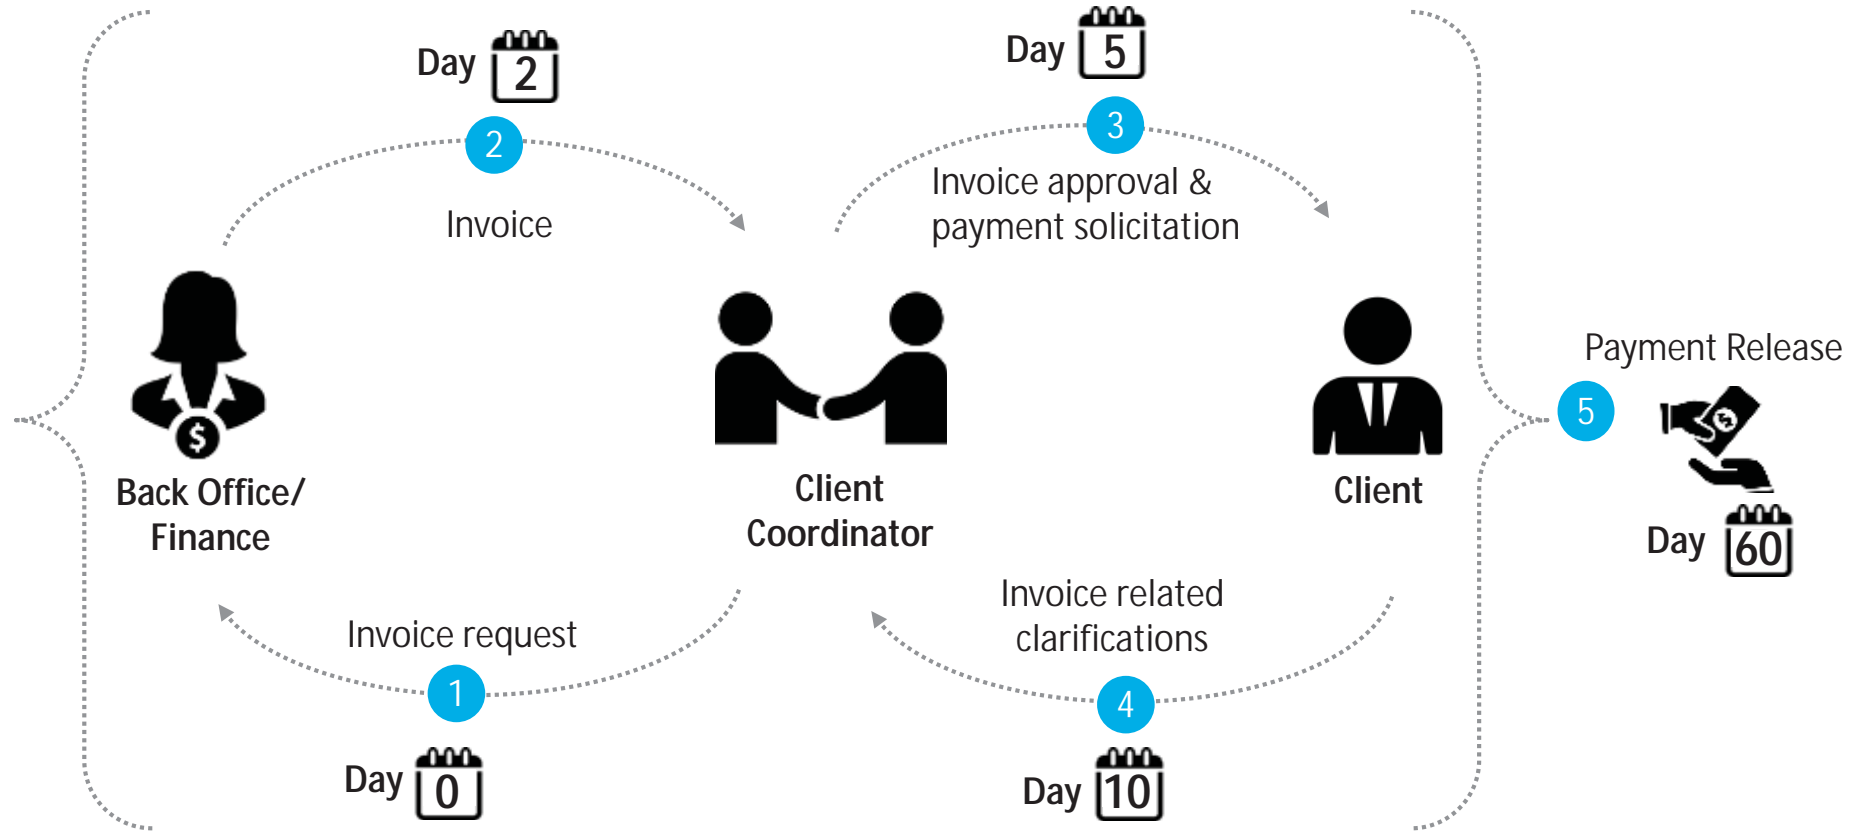 Day 2
Day 5
2
3
Invoice
Invoice approval &
payment solicitation
Payment Release
5
$
Back Office/
Finance
Client
Coordinator
Client
Day 60
Invoice request
Invoice related
clarifications
1
4
Day 0
Day 10